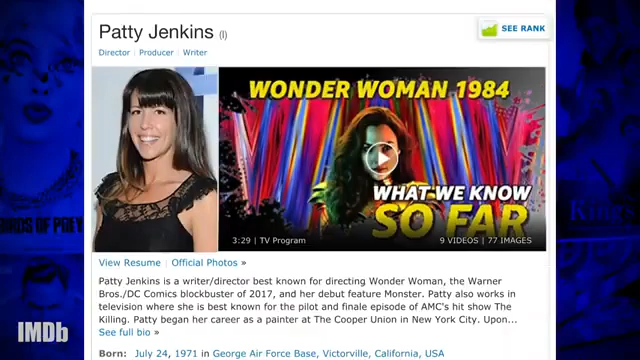 Patty Jenkins (I)
SEE RANK
Director | Producer | Writer
WONDER WOMAN 1984
WHAT WE KNOW
SO FAR
3:29 | TV Program
9 VIDEOS | 77 IMAGES
View Resume | Official Photos »
Patty Jenkins is a writer/director best known for directing Wonder Woman, the Warner
Bros./DC Comics blockbuster of 2017, and her debut feature Monster. Patty also works in
television where she is best known for the pilot and finale episode of AMC's hit show The
Killing. Patty began her career as a painter at The Cooper Union in New York City. Upon...
See full bio »
Born: July 24, 1971 in George Air Force Base, Victorville, California, USA
BIRDS OF PREY
IMDb